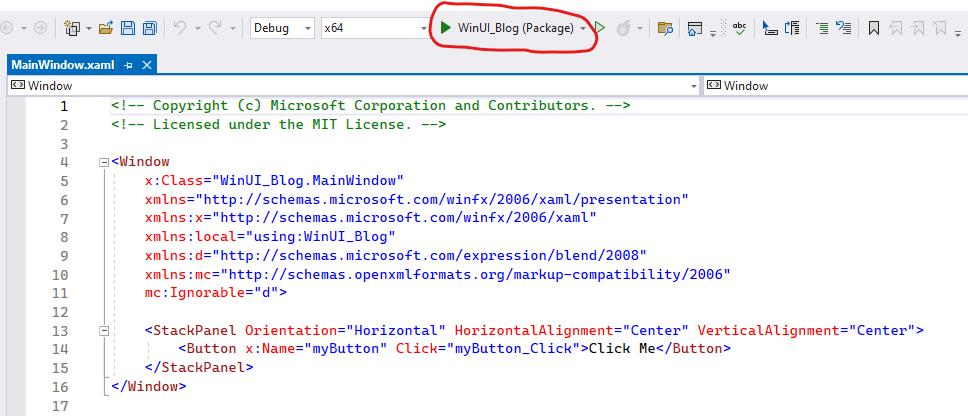 Debug x64 WinUI_Blog (Package) abc
MainWindow.xaml
Window Window
1 <!-- Copyright (c) Microsoft Corporation and Contributors. -->
2 <!-- Licensed under the MIT License. -->
3
4 <Window
5 x:Class="WinUI_Blog.MainWindow"
6 xmlns="http://schemas.microsoft.com/winfx/2006/xaml/presentation"
7 xmlns:x="http://schemas.microsoft.com/winfx/2006/xaml"
8 xmlns:local="using:WinUI_Blog"
9 xmlns:d="http://schemas.microsoft.com/expression/blend/2008"
10 xmlns:mc="http://schemas.openxmlformats.org/markup-compatibility/2006"
11 mc:Ignorable="d">
12
13 <StackPanel Orientation="Horizontal" HorizontalAlignment="Center" VerticalAlignment="Center">
14 <Button x:Name="myButton" Click="myButton_Click">Click Me</Button>
15 </StackPanel>
16 </Window>
17